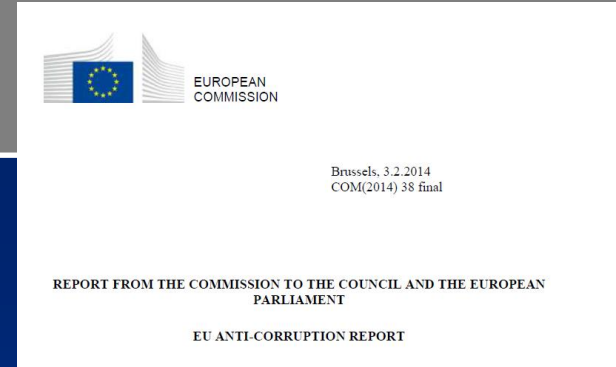 EUROPEAN
COMMISSION
Brussels, 3.2.2014
COM(2014) 38 final
REPORT FROM THE COMMISSION TO THE COUNCIL AND THE EUROPEAN
PARLIAMENT
EU ANTI-CORRUPTION REPORT